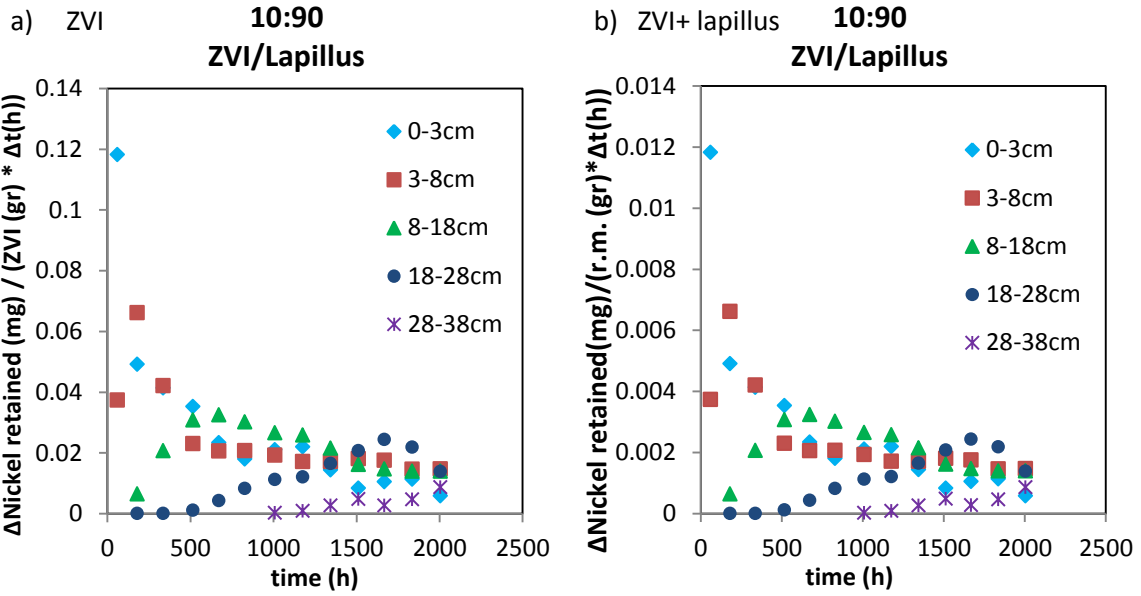 a) ZVI
10:90
ZVI/Lapillus
ΔNickel retained (mg) / (ZVI (gr) * Δt(h))
0.14
0.12
0.1
0.08
0.06
0.04
0.02
0
0 500 1000 1500 2000 2500
time (h)
0-3cm
3-8cm
8-18cm
18-28cm
28-38cm
b) ZVI+ lapillus
10:90
ZVI/Lapillus
ΔNickel retained(mg)/(r.m. (gr)*Δt(h))
0.014
0.012
0.010
0.008
0.006
0.004
0.002
0
0 500 1000 1500 2000 2500
time (h)
0-3cm
3-8cm
8-18cm
18-28cm
28-38cm